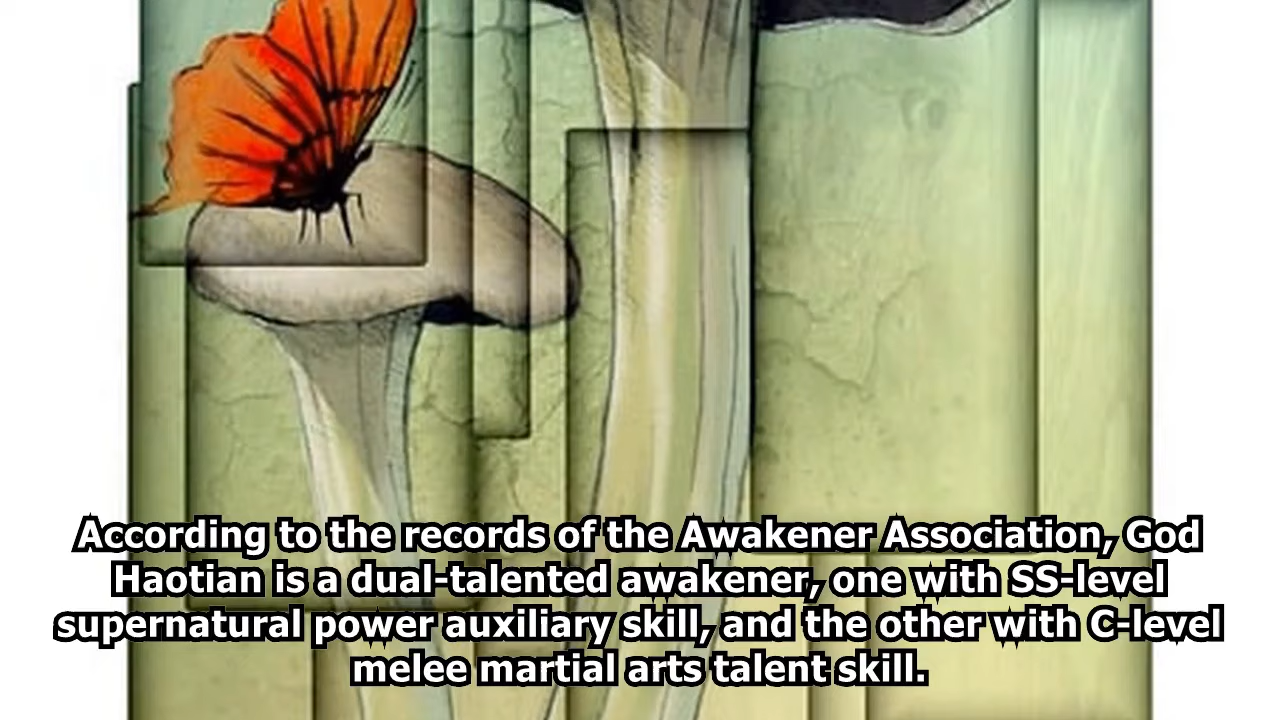 According to the records of the Awakener Association, God
Haotian is a dual-talented awakener, one with SS-level
supernatural power auxiliary skill, and the other with C-level
melee martial arts talent skill.